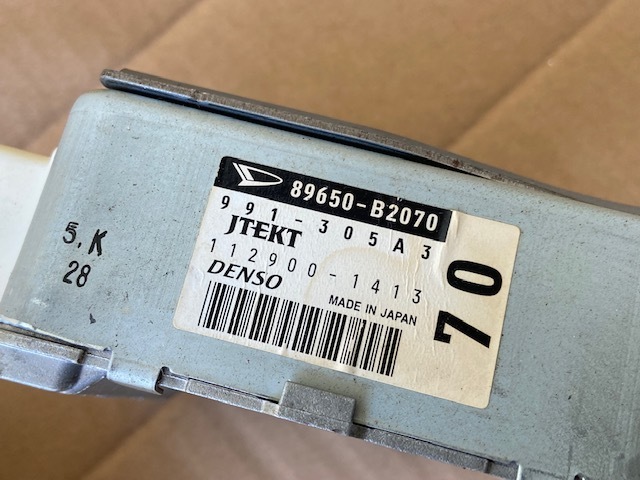 89650-B2070
991-305A3
JTEKT
112900-1413
DENSO
MADE IN JAPAN
70
5.K
28